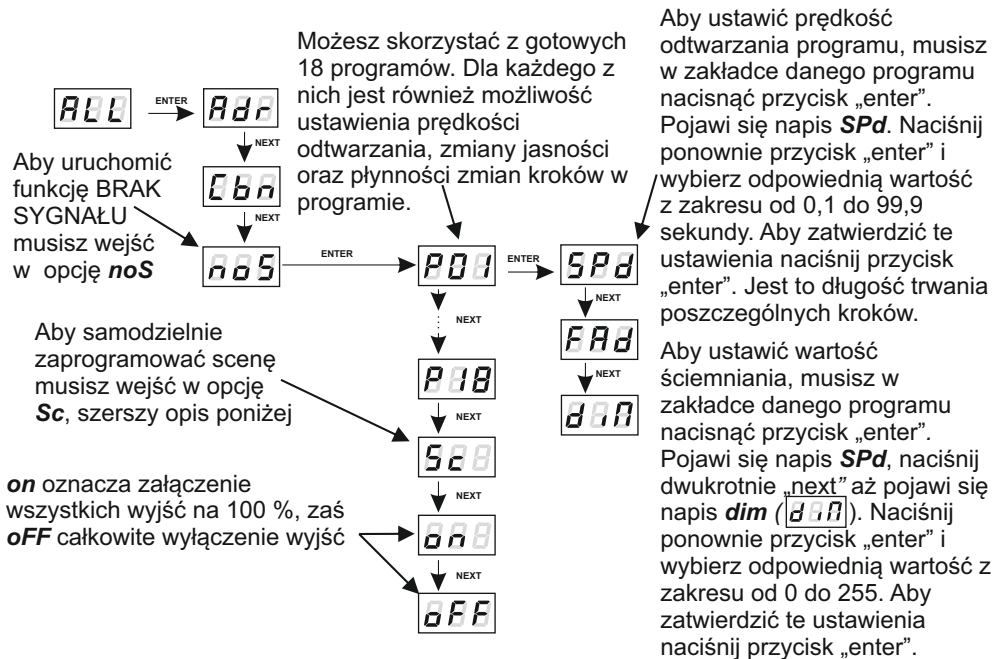 Możesz skorzystać z gotowych
18 programów. Dla każdego z
nich jest również możliwość
ustawienia prędkości
odtwarzania, zmiany jasności
oraz płynności zmian kroków w
programie.
ALL
ENTER
Adr
NEXT
Cbn
NEXT
noS
Aby uruchomić
funkcję BRAK
SYGNAŁU
musisz wejść
w opcję noS
ENTER
P01
ENTER
SPd
NEXT
FAd
NEXT
diM
NEXT
P18
NEXT
Sc
NEXT
on
NEXT
oFF
Aby samodzielnie
zaprogramować scenę
musisz wejść w opcję
Sc, szerszy opis poniżej
on oznacza załączenie
wszystkich wyjść na 100 %, zaś
oFF całkowite wyłączenie wyjść
Aby ustawić prędkość
odtwarzania programu, musisz
w zakładce danego programu
nacisnąć przycisk „enter”.
Pojawi się napis SPd. Naciśnij
ponownie przycisk „enter” i
wybierz odpowiednią wartość
z zakresu od 0,1 do 99,9
sekundy. Aby zatwierdzić te
ustawienia naciśnij przycisk
„enter”. Jest to długość trwania
poszczególnych kroków.
Aby ustawić wartość
ściemniania, musisz w
zakładce danego programu
nacisnąć przycisk „enter”.
Pojawi się napis SPd, naciśnij
dwukrotnie „next” aż pojawi się
napis dim (diM). Naciśnij
ponownie przycisk „enter” i
wybierz odpowiednią wartość z
zakresu od 0 do 255. Aby
zatwierdzić te ustawienia
naciśnij przycisk „enter”.